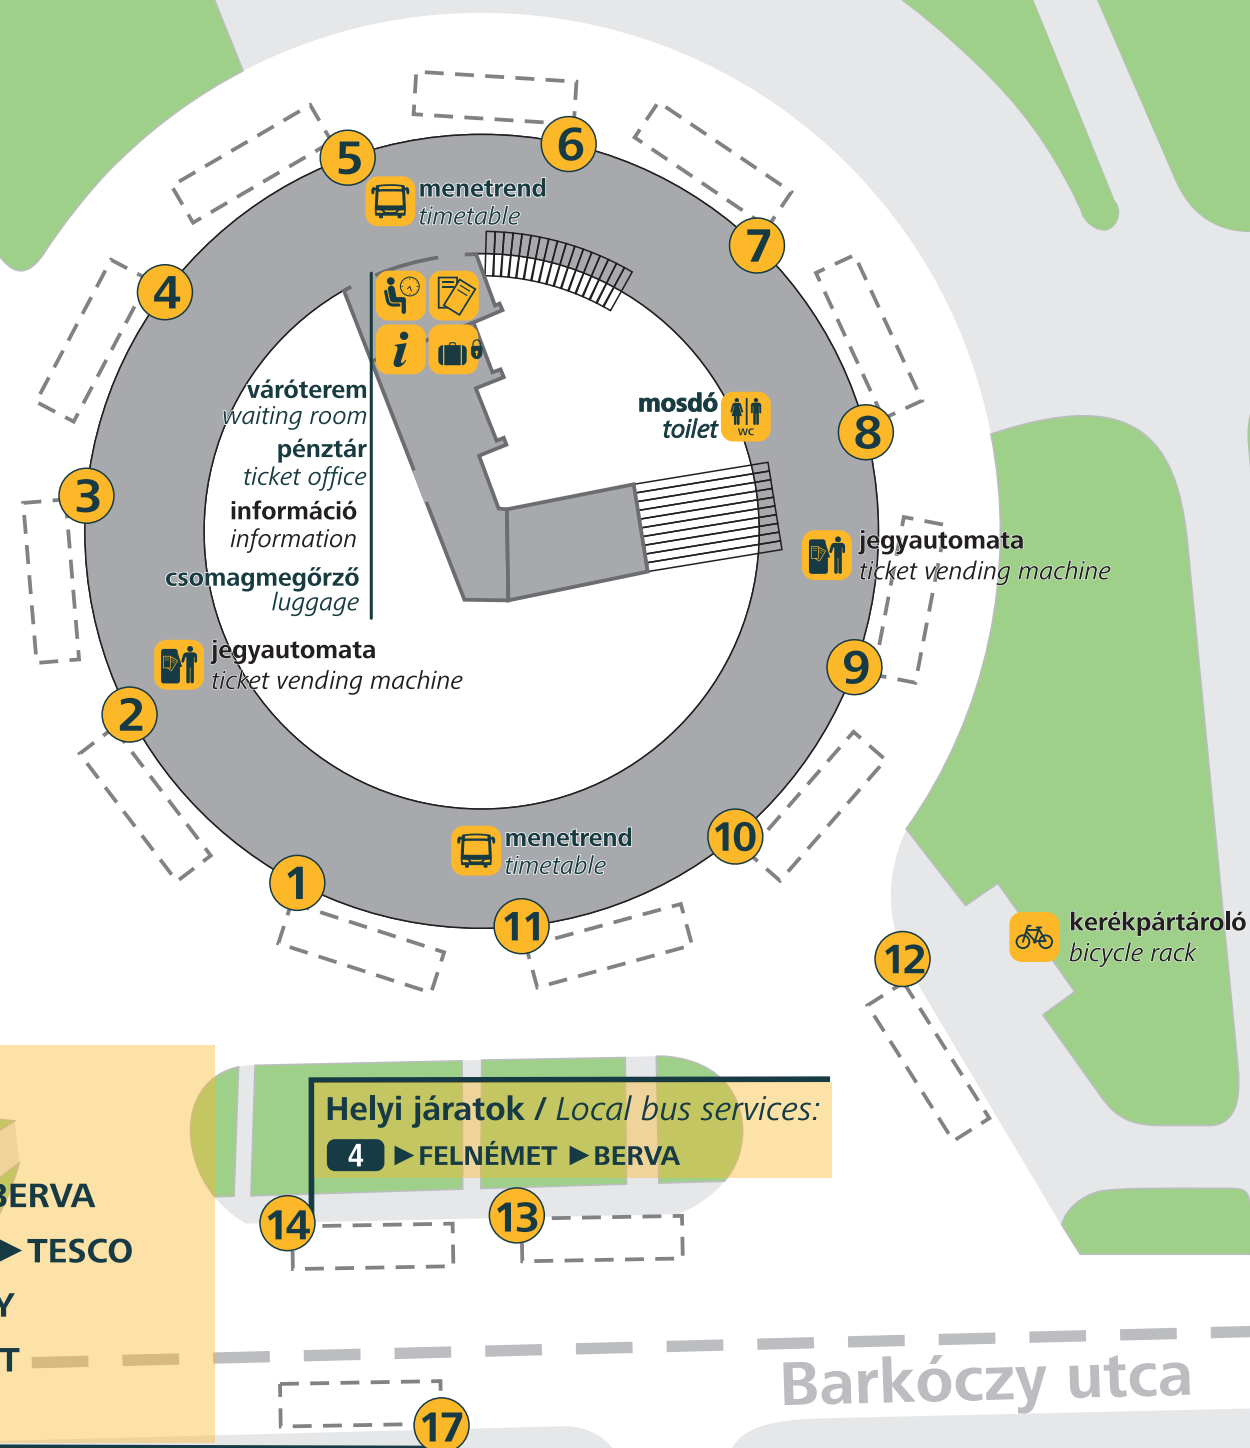 6
5
menetrend
timetable
7
4
i
váróterem
waiting room
pénztár
ticket office
információ
information
csomagmegőrző
luggage
mosdó
toilet
WC
8
3
jegyautomata
ticket vending machine
jegyautomata
ticket vending machine
9
2
menetrend
timetable
10
1
11
12
kerékpártároló
bicycle rack
Helyi járatok / Local bus services:
4 ►FELNÉMET ►BERVA
BERVA
►TESCO
Y
T
14
13
Barkóczy utca
17